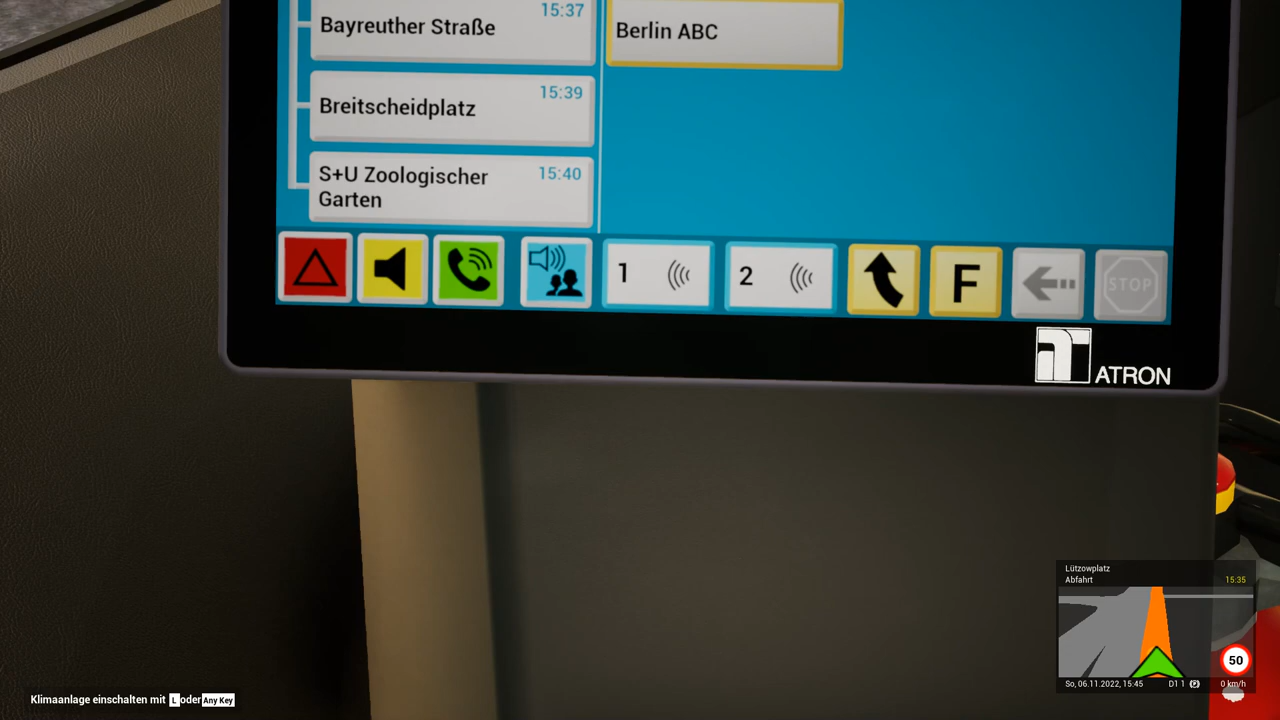 15:37
Bayreuther Straße
Berlin ABC
15:39
Breitscheidplatz
S+U Zoologischer
Garten
15:40
1
2
F
STOP
ATRON
Lützowplatz
Abfahrt
15:35
50
So, 06.11.2022, 15:45
D1 1
(P)
0 km/h
Klimaanlage einschalten mit L oder Any Key